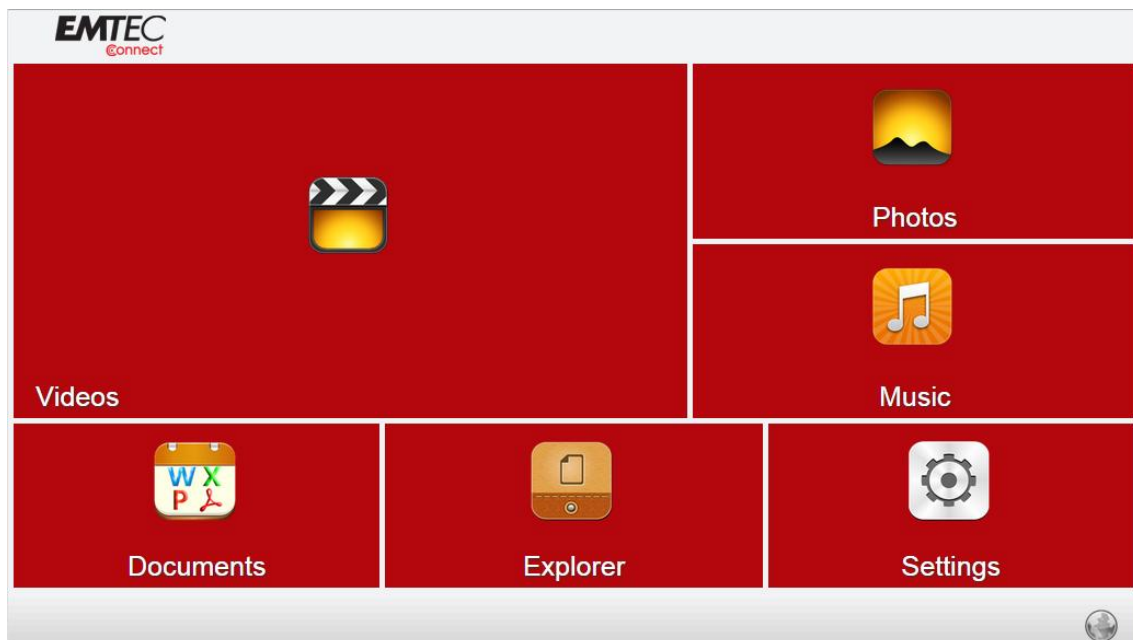 EMTEC
Connect
Photos
Videos
Music
W X
P
Documents
Explorer
Settings